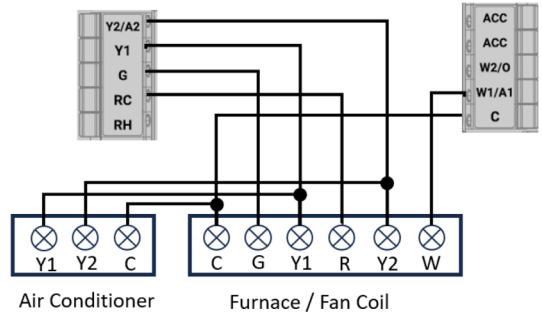 Y2/A2
Y1
G
RC
RH
ACC
ACC
W2/O
W1/A1
C
Y1 Y2 C
C G Y1 R Y2 W
Air Conditioner
Furnace / Fan Coil